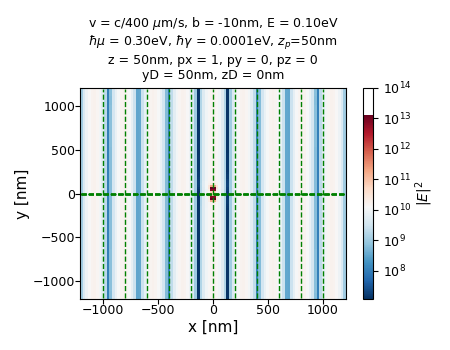 v = c/400 μm/s, b = -10nm, E = 0.10eV
ℏμ = 0.30eV, ℏγ = 0.0001eV, z_p=50nm
z = 50nm, px = 1, py = 0, pz = 0
yD = 50nm, zD = 0nm
1000
500
0
−500
−1000
y [nm]
−1000 −500 0 500 1000
x [nm]
10^14
10^13
10^12
10^11
10^10
10^9
10^8
|E|^2